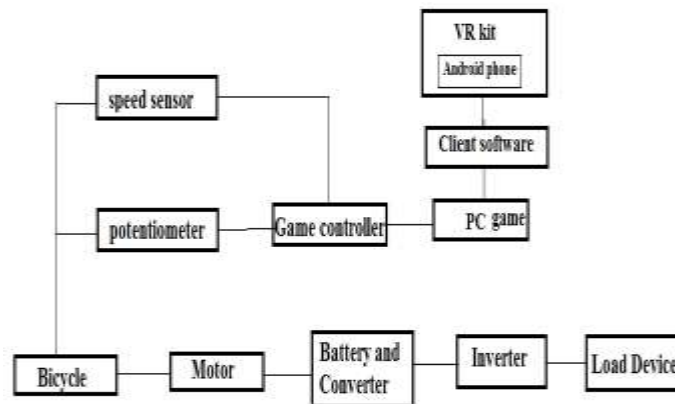 VR kit
Android phone
speed sensor
Client software
potentiometer
Game controller
PC game
Bicycle
Motor
Battery and
Converter
Inverter
Load Device